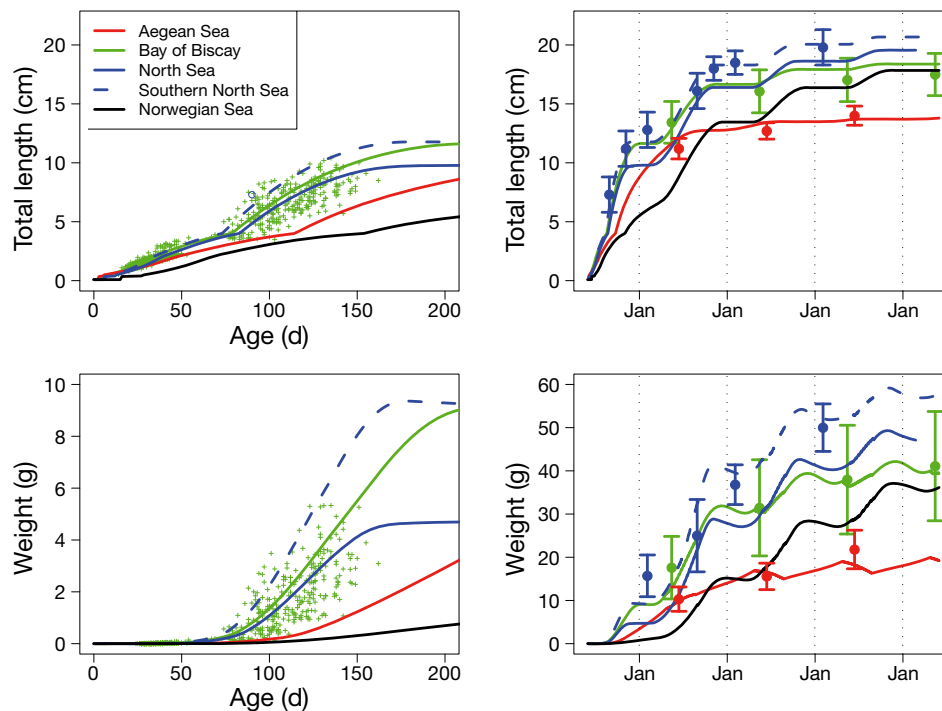 Total length (cm)
20
15
10
5
0
Aegean Sea
Bay of Biscay
North Sea
Southern North Sea
Norwegian Sea
0 50 100 150 200
Age (d)
Total length (cm)
20
15
10
5
0
Jan Jan Jan Jan
Weight (g)
10
8
6
4
2
0
0 50 100 150 200
Age (d)
Weight (g)
60
50
40
30
20
10
0
Jan Jan Jan Jan